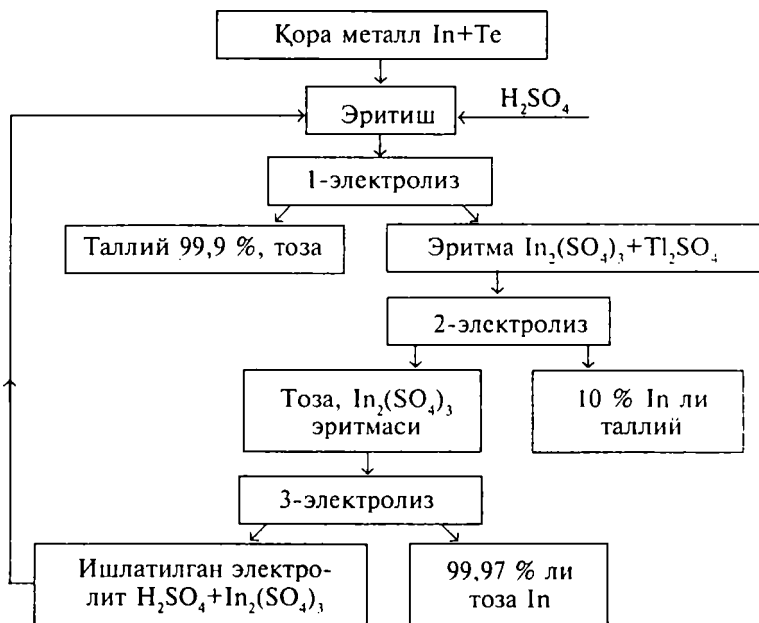 Қора металл In+Te
Эритиш
H₂SO₄
1-электролиз
Таллий 99,9 %, тоза
Эритма In₂(SO₄)₃+Tl₂SO₄
2-электролиз
Тоза, In₂(SO₄)₃
эритмаси
10 % In ли
таллий
3-электролиз
Ишлатилган электро-
лит H₂SO₄+In₂(SO₄)₃
99,97 % ли
тоза In